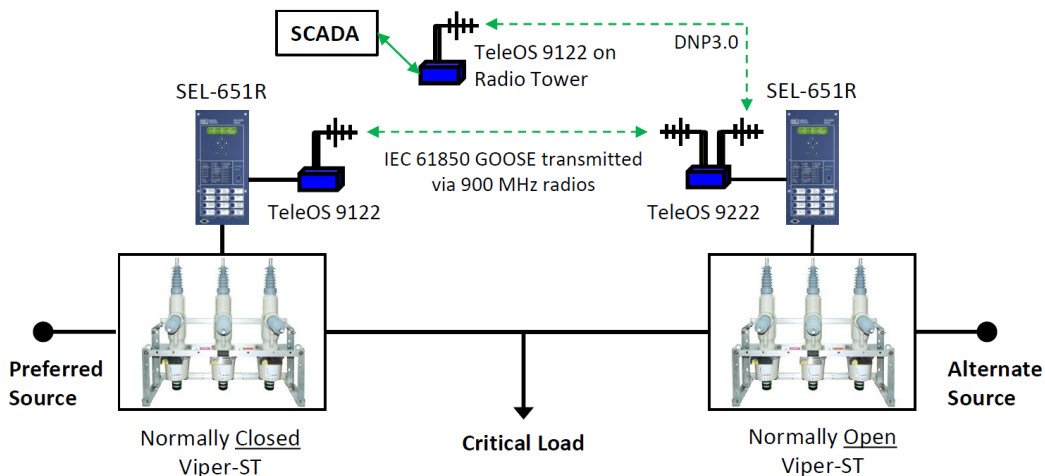 SCADA
TeleOS 9122 on
Radio Tower
DNP3.0
SEL-651R
SEL-651R
IEC 61850 GOOSE transmitted
via 900 MHz radios
TeleOS 9122
TeleOS 9222
Preferred
Source
Alternate
Source
Normally Closed
Viper-ST
Critical Load
Normally Open
Viper-ST